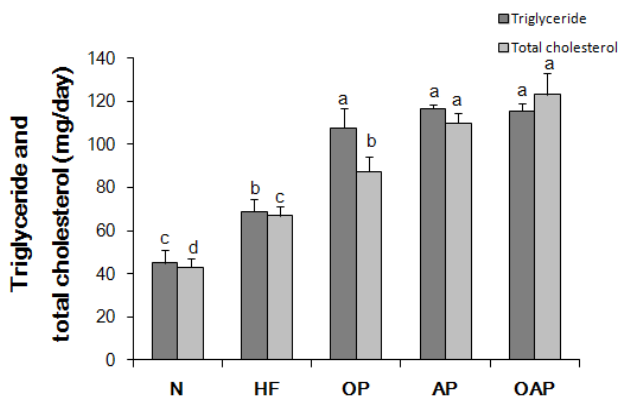 Triglyceride
Total cholesterol
Triglyceride and
total cholesterol (mg/day)
140
120
100
80
60
40
20
0
c
d
b
c
a
b
a
a
a
a
N
HF
OP
AP
OAP